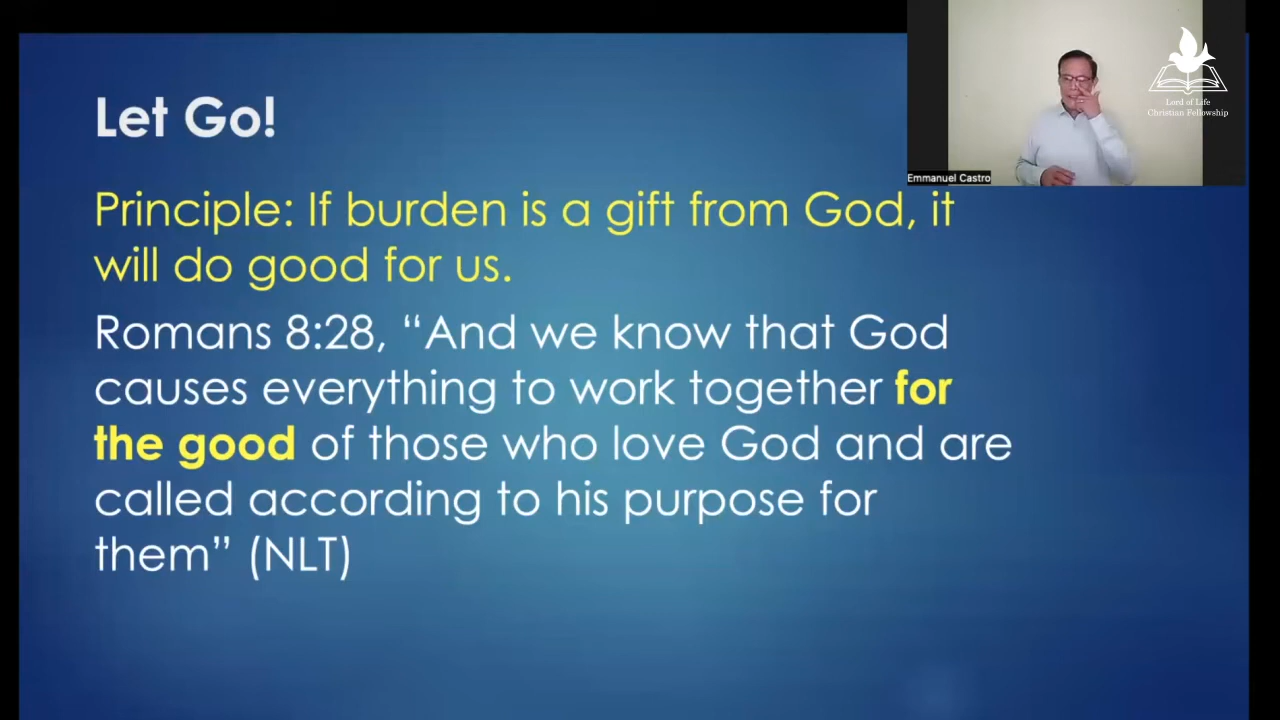 Let Go!
Principle: If burden is a gift from God, it
will do good for us.
Romans 8:28, “And we know that God
causes everything to work together for
the good of those who love God and are
called according to his purpose for
them” (NLT)
Emmanuel Castro
Lord of Life
Christian Fellowship